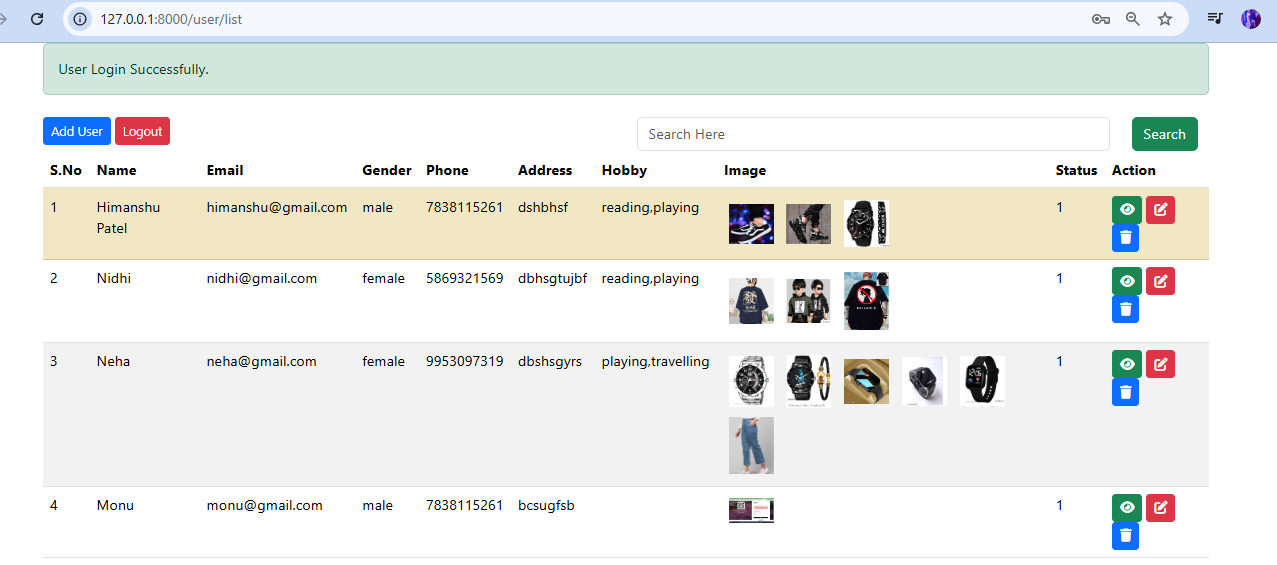 127.0.0.1:8000/user/list
User Login Successfully.
Add User Logout Search Here Search
S.No Name Email Gender Phone Address Hobby Image Status Action
1 Himanshu himanshu@gmail.com male 7838115261 dshbhsf reading,playing 1
Patel
2 Nidhi nidhi@gmail.com female 5869321569 dbhsgtujbf reading,playing 1
3 Neha neha@gmail.com female 9953097319 dbshsgyrs playing,travelling 1
4 Monu monu@gmail.com male 7838115261 bcsugfsb 1